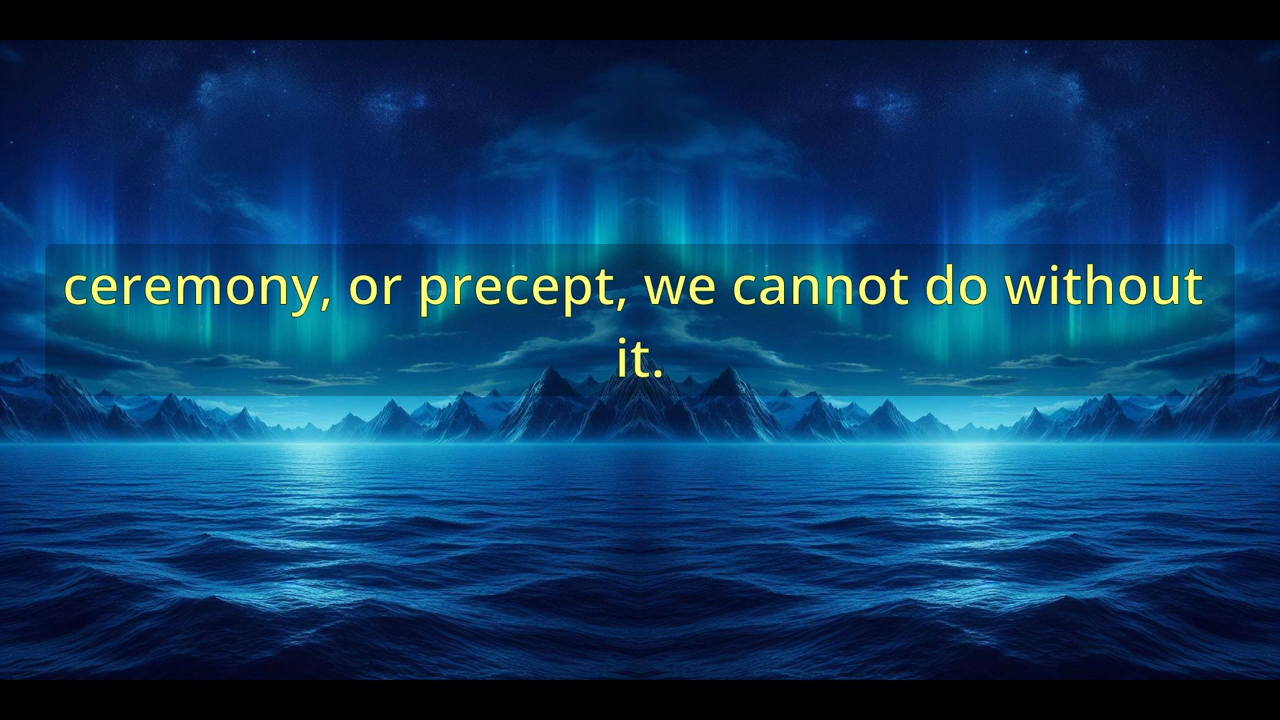 ceremony, or precept, we cannot do without
it.